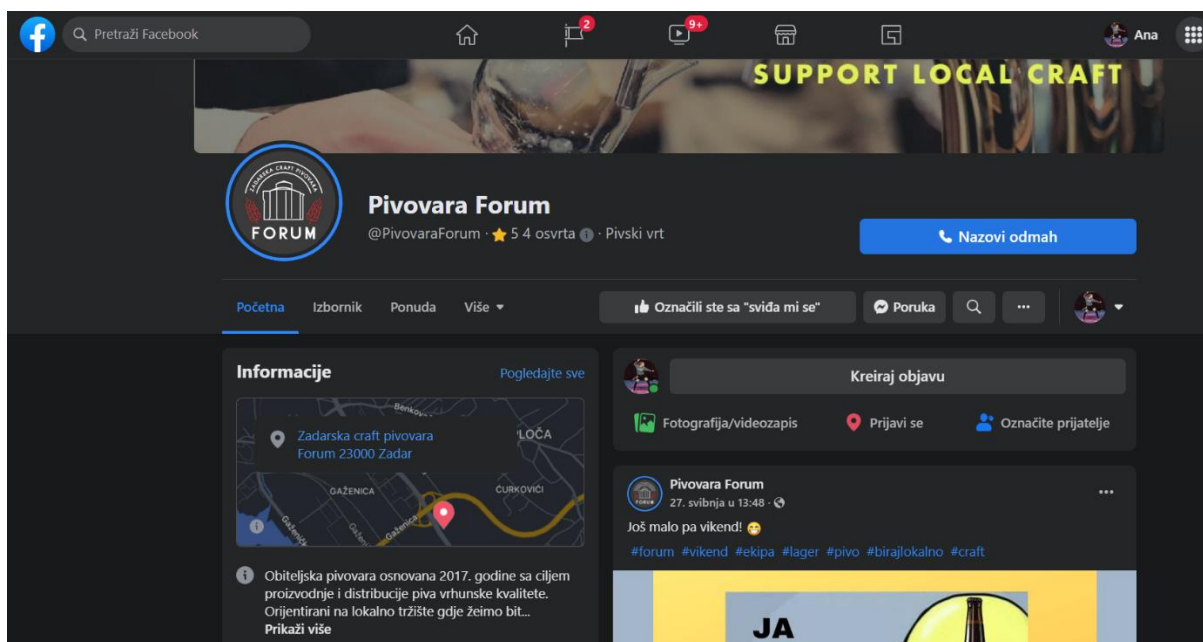 Pretraži Facebook
2
9+
Ana
SUPPORT LOCAL CRAFT
ZADARSKA CRAFT PIVOVARA
FORUM
Pivovara Forum
@PivovaraForum · 5 4 osvrta · Pivski vrt
Nazovi odmah
Početna Izbornik Ponuda Više
Označili ste sa "sviđa mi se"
Poruka
Informacije
Pogledajte sve
Zadarska craft pivovara
Forum 23000 Zadar
LOČA
GAŽENICA
ĆURKOVIĆI
Gaženica
Obiteljska pivovara osnovana 2017. godine sa ciljem
proizvodnje i distribucije piva vrhunske kvalitete.
Orijentirani na lokalno tržište gdje žeimo bit...
Prikaži više
Kreiraj objavu
Fotografija/videozapis
Prijavi se
Označite prijatelje
Pivovara Forum
27. svibnja u 13:48 ·
Još malo pa vikend!
#forum #vikend #ekipa #lager #pivo #birajlokalno #craft
JA